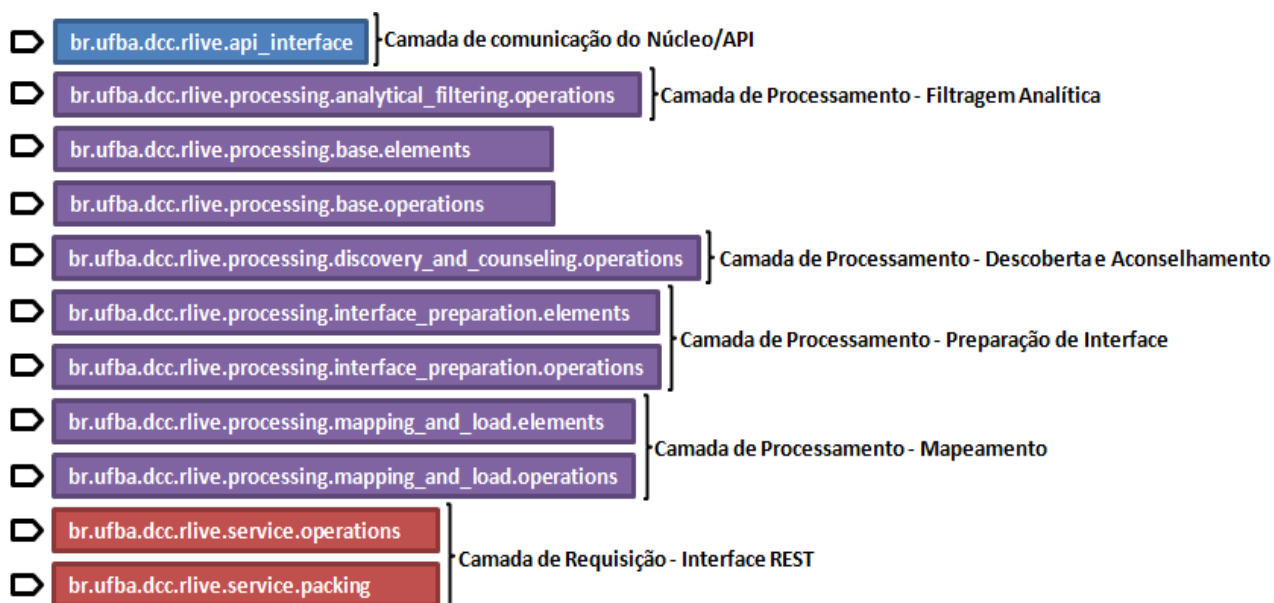 br.ufba.dcc.rlive.api_interface
Camada de comunicação do Núcleo/API
br.ufba.dcc.rlive.processing.analytical_filtering.operations
Camada de Processamento - Filtragem Analítica
br.ufba.dcc.rlive.processing.base.elements
br.ufba.dcc.rlive.processing.base.operations
br.ufba.dcc.rlive.processing.discovery_and_counseling.operations
Camada de Processamento - Descoberta e Aconselhamento
br.ufba.dcc.rlive.processing.interface_preparation.elements
br.ufba.dcc.rlive.processing.interface_preparation.operations
Camada de Processamento - Preparação de Interface
br.ufba.dcc.rlive.processing.mapping_and_load.elements
br.ufba.dcc.rlive.processing.mapping_and_load.operations
Camada de Processamento - Mapeamento
br.ufba.dcc.rlive.service.operations
br.ufba.dcc.rlive.service.packing
Camada de Requisição - Interface REST